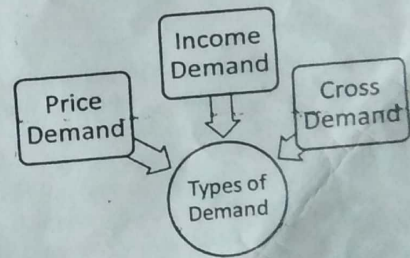 Income
Demand
Price
Demand
Cross
Demand
Types of
Demand